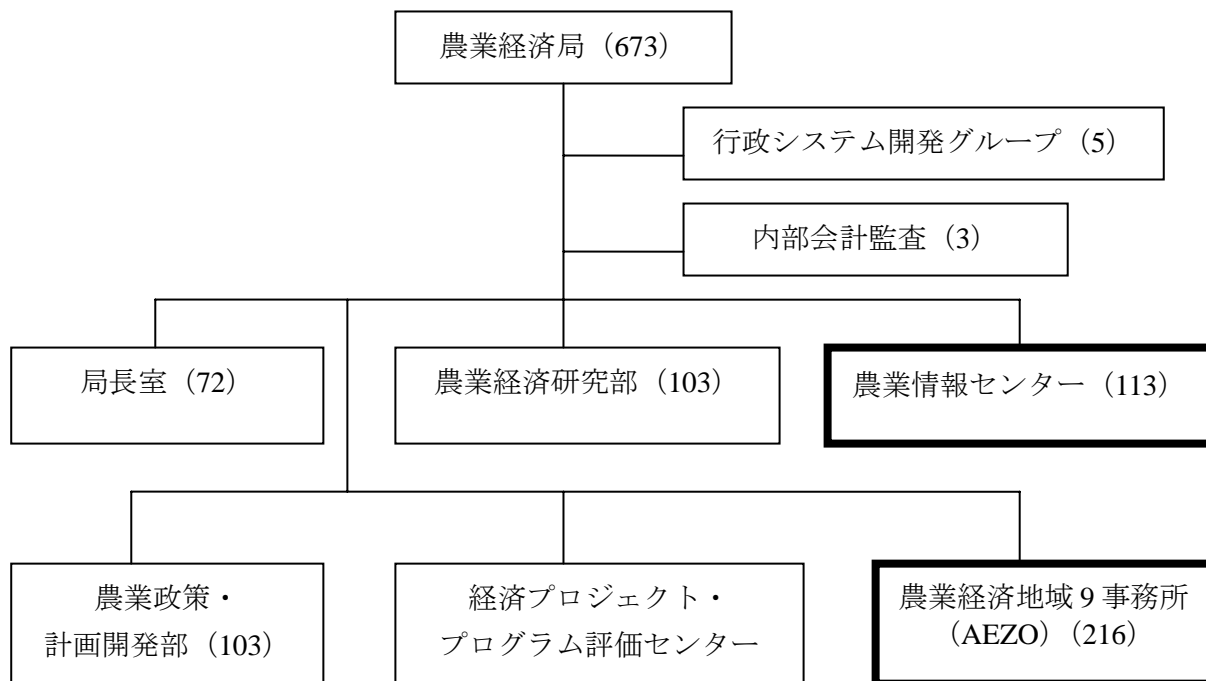 農業経済局（673）
行政システム開発グループ（5）
内部会計監査（3）
局長室（72）
農業経済研究部（103）
農業情報センター（113）
農業政策・
計画開発部（103）
経済プロジェクト・
プログラム評価センター
農業経済地域 9 事務所
（AEZO）（216）